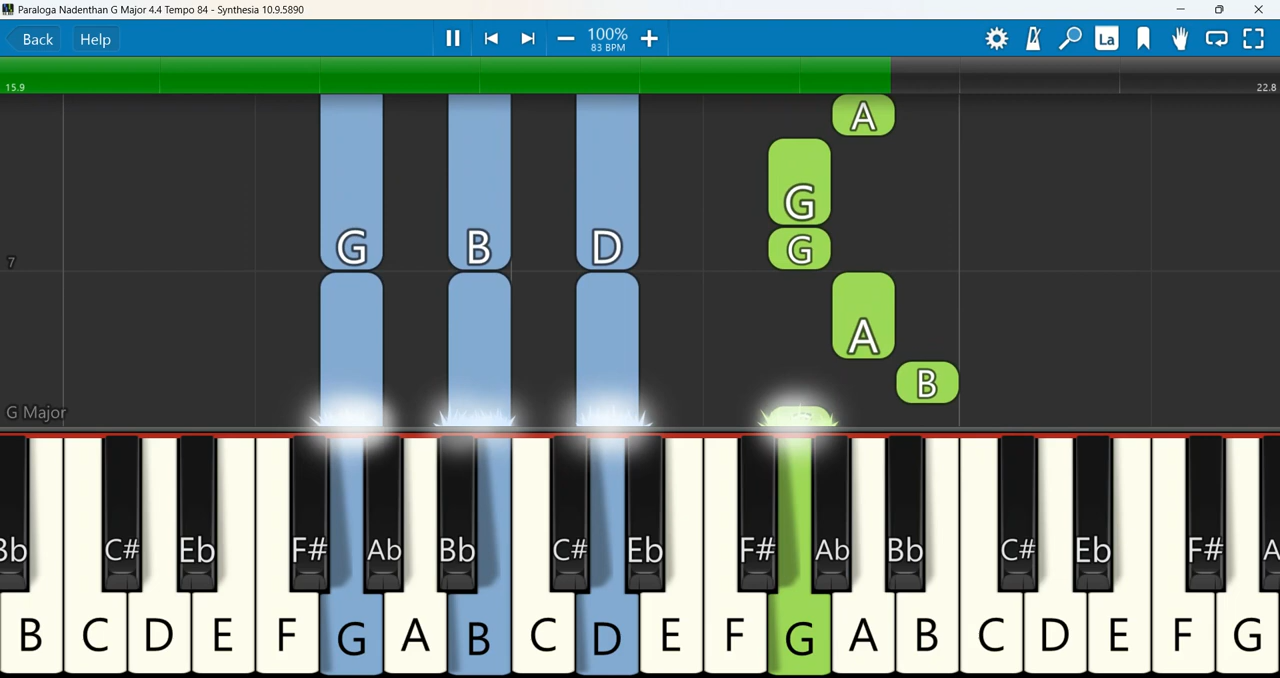 Paraloga Nadenthan G Major 4.4 Tempo 84 - Synthesia 10.9.5890
Back Help 100% La
83 BPM
15.9 22.8
A
G
G B D G
7
A
B
G Major
Bb C# Eb F# Ab Bb C# Eb F# Ab Bb C# Eb F# A
B C D E F G A B C D E F G A B C D E F G